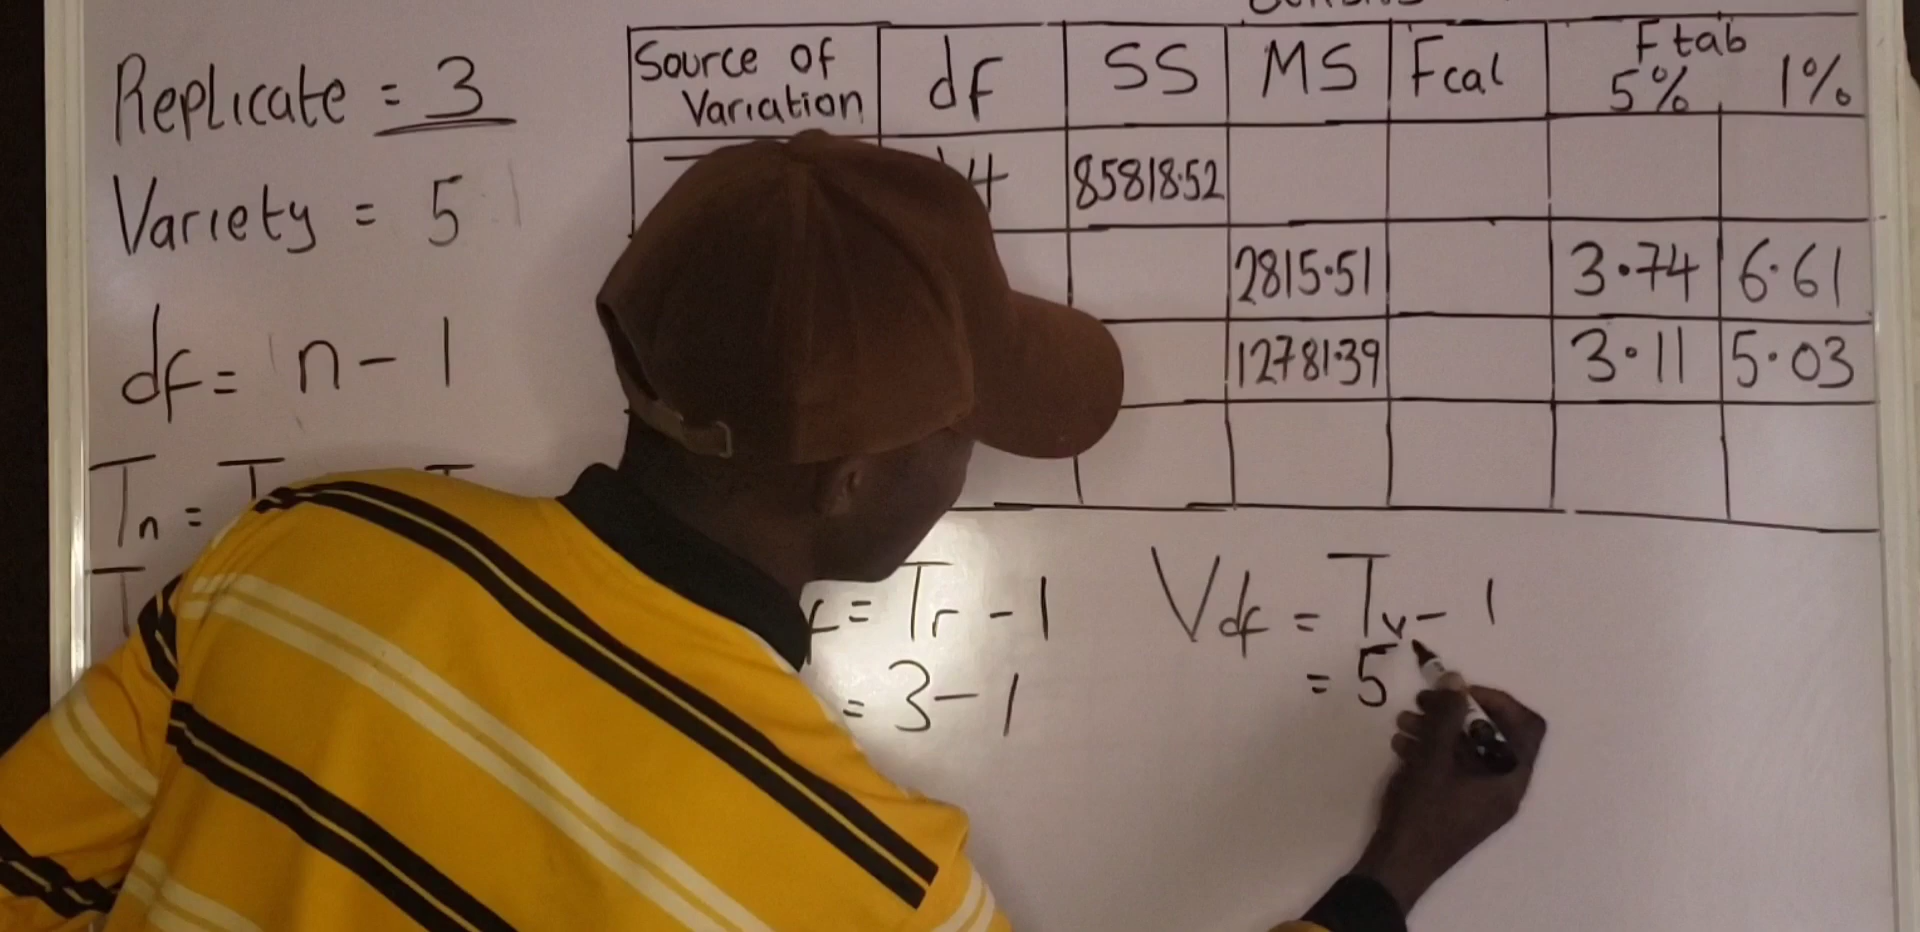 Replicate = 3
Variety = 5
df = n - 1
Tn =
Source of Variation df SS MS Fcal Ftab 5% 1%
4 85818.52
2815.51 3.74 6.61
12781.39 3.11 5.03
= Tr - 1
= 3 - 1
Vdf = Tv - 1
= 5